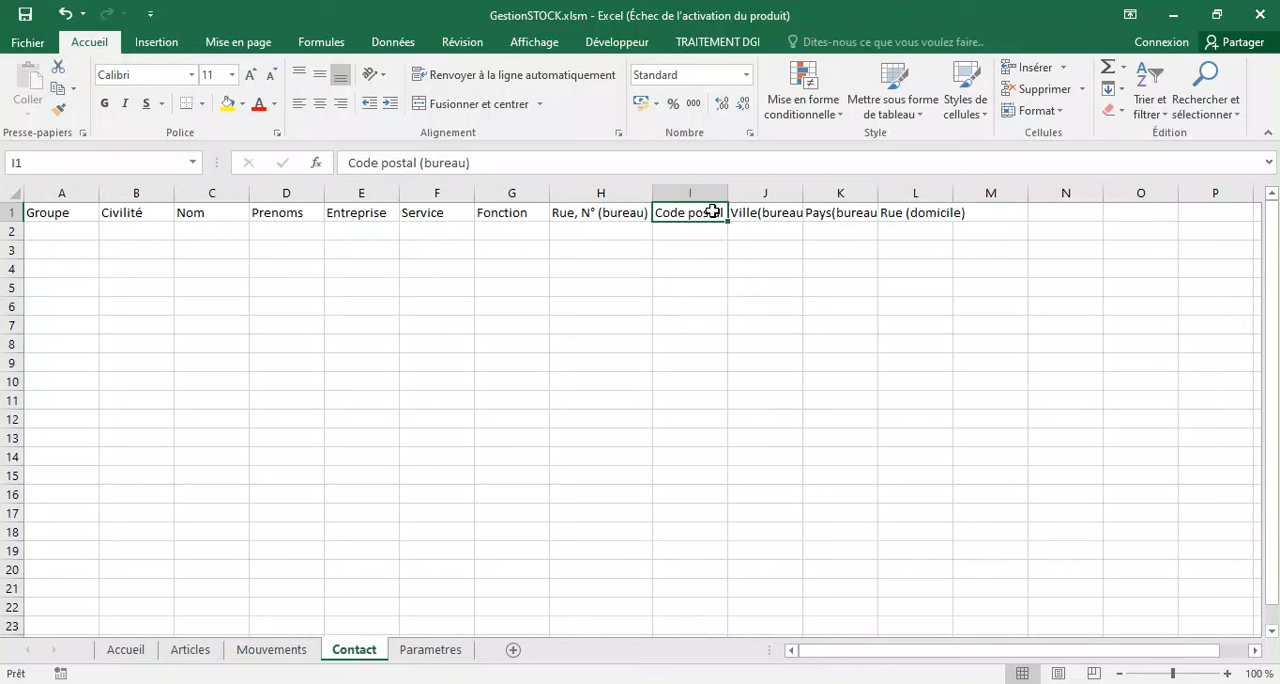 GestionSTOCK.xlsm - Excel (Échec de l'activation du produit)
Fichier Accueil Insertion Mise en page Formules Données Révision Affichage Développeur TRAITEMENT DGI Dites-nous ce que vous voulez faire.. Connexion Partager
Coller
Presse-papiers
Calibri 11
G I S
Police
Renvoyer à la ligne automatiquement
Fusionner et centrer
Alignement
Standard
% 000
Nombre
Mise en forme
conditionnelle
Mettre sous forme
de tableau
Styles de
cellules
Style
Insérer
Supprimer
Format
Cellules
Trier et
filtrer
Rechercher et
sélectionner
Édition
I1 fx Code postal (bureau)
A B C D E F G H I J K L M N O P
1 Groupe Civilité Nom Prenoms Entreprise Service Fonction Rue, N° (bureau) Code postal Ville(bureau Pays(bureau Rue (domicile)
2
3
4
5
6
7
8
9
10
11
12
13
14
15
16
17
18
19
20
21
22
23
Accueil Articles Mouvements Contact Parametres
Prêt 100 %